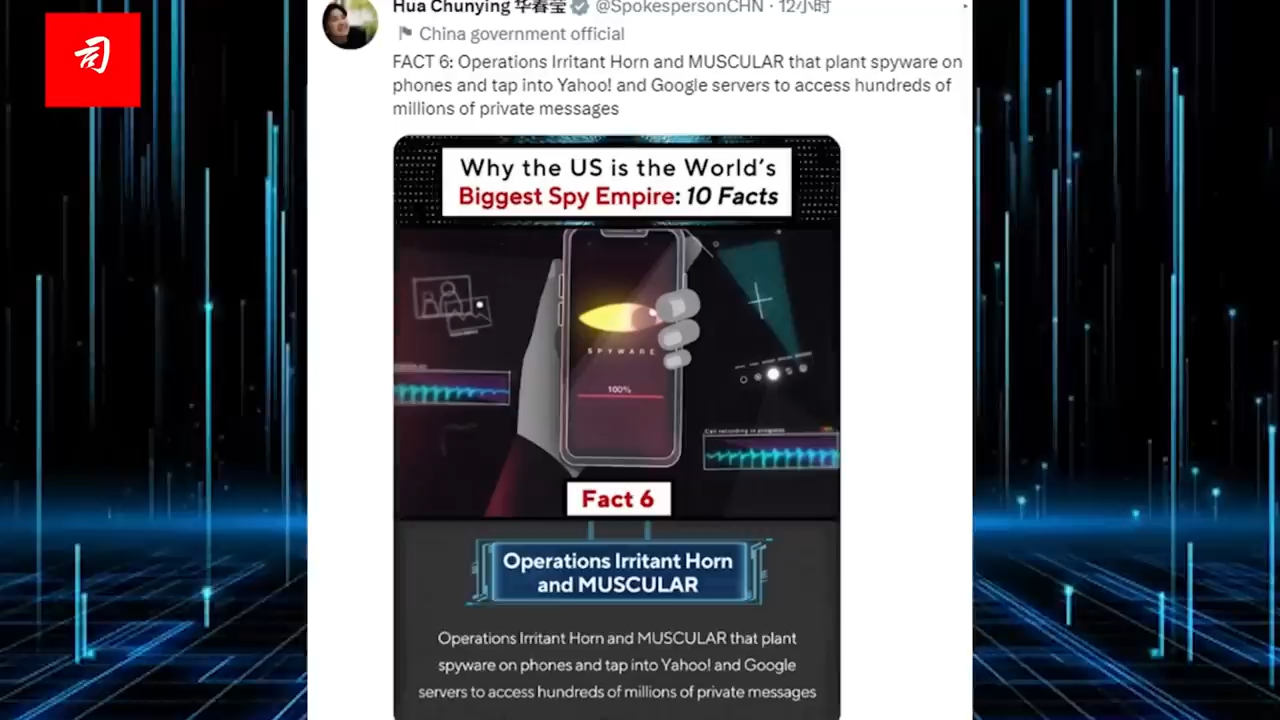 司
Hua Chunying 华春莹 @SpokespersonCHN · 12小时
China government official
FACT 6: Operations Irritant Horn and MUSCULAR that plant spyware on
phones and tap into Yahoo! and Google servers to access hundreds of
millions of private messages
Why the US is the World's
Biggest Spy Empire: 10 Facts
SPYWARE
100%
Call recording in progress
Fact 6
Operations Irritant Horn
and MUSCULAR
Operations Irritant Horn and MUSCULAR that plant
spyware on phones and tap into Yahoo! and Google
servers to access hundreds of millions of private messages